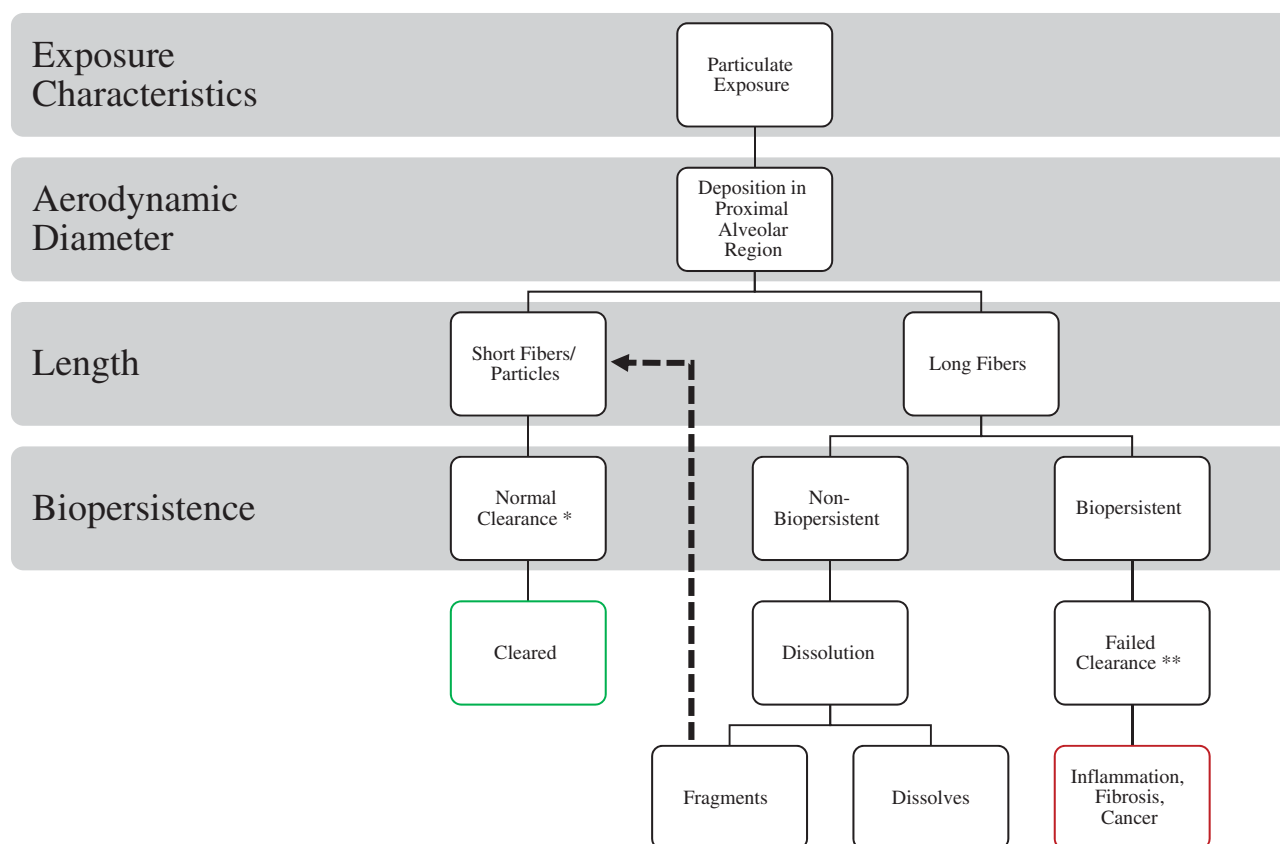 Exposure
Characteristics
Particulate
Exposure
Aerodynamic
Diameter
Deposition in
Proximal
Alveolar
Region
Length
Short Fibers/
Particles
Long Fibers
Biopersistence
Normal
Clearance *
Non-
Biopersistent
Biopersistent
Cleared
Dissolution
Failed
Clearance **
Fragments
Dissolves
Inflammation,
Fibrosis,
Cancer